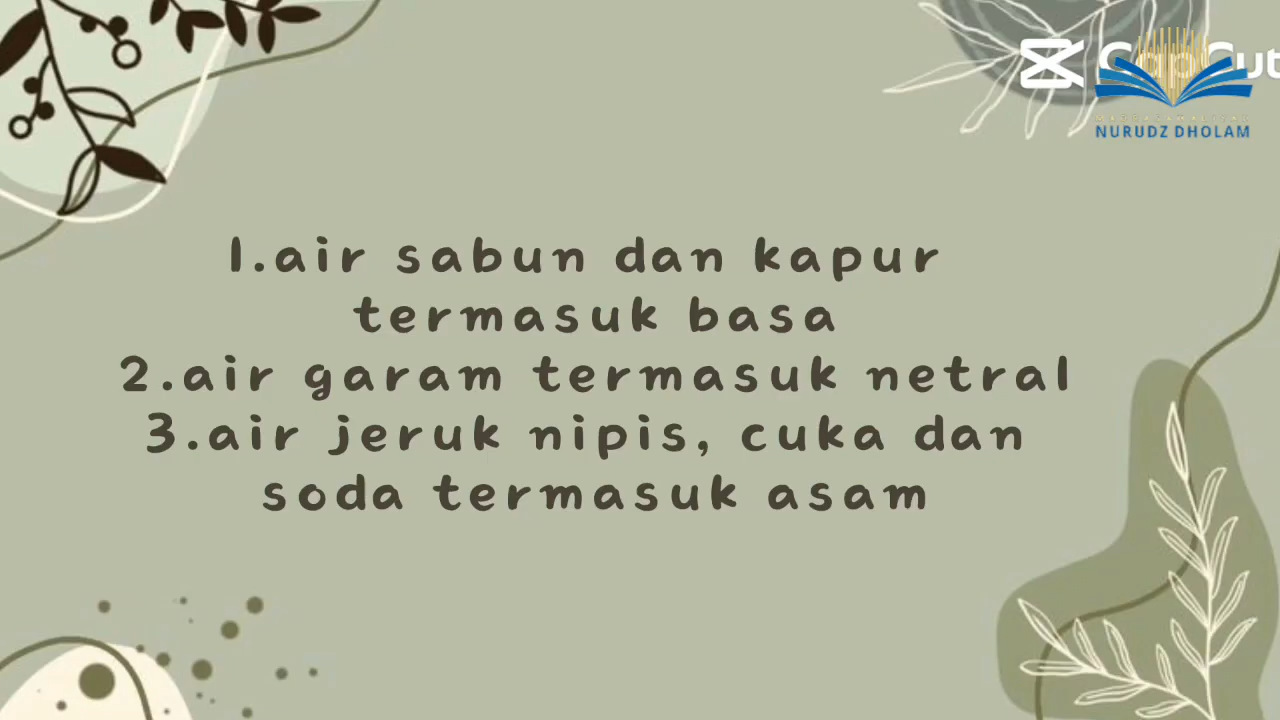 CapCut
NURUDZ DHOLAM
1.air sabun dan kapur
termasuk basa
2.air garam termasuk netral
3.air jeruk nipis, cuka dan
soda termasuk asam